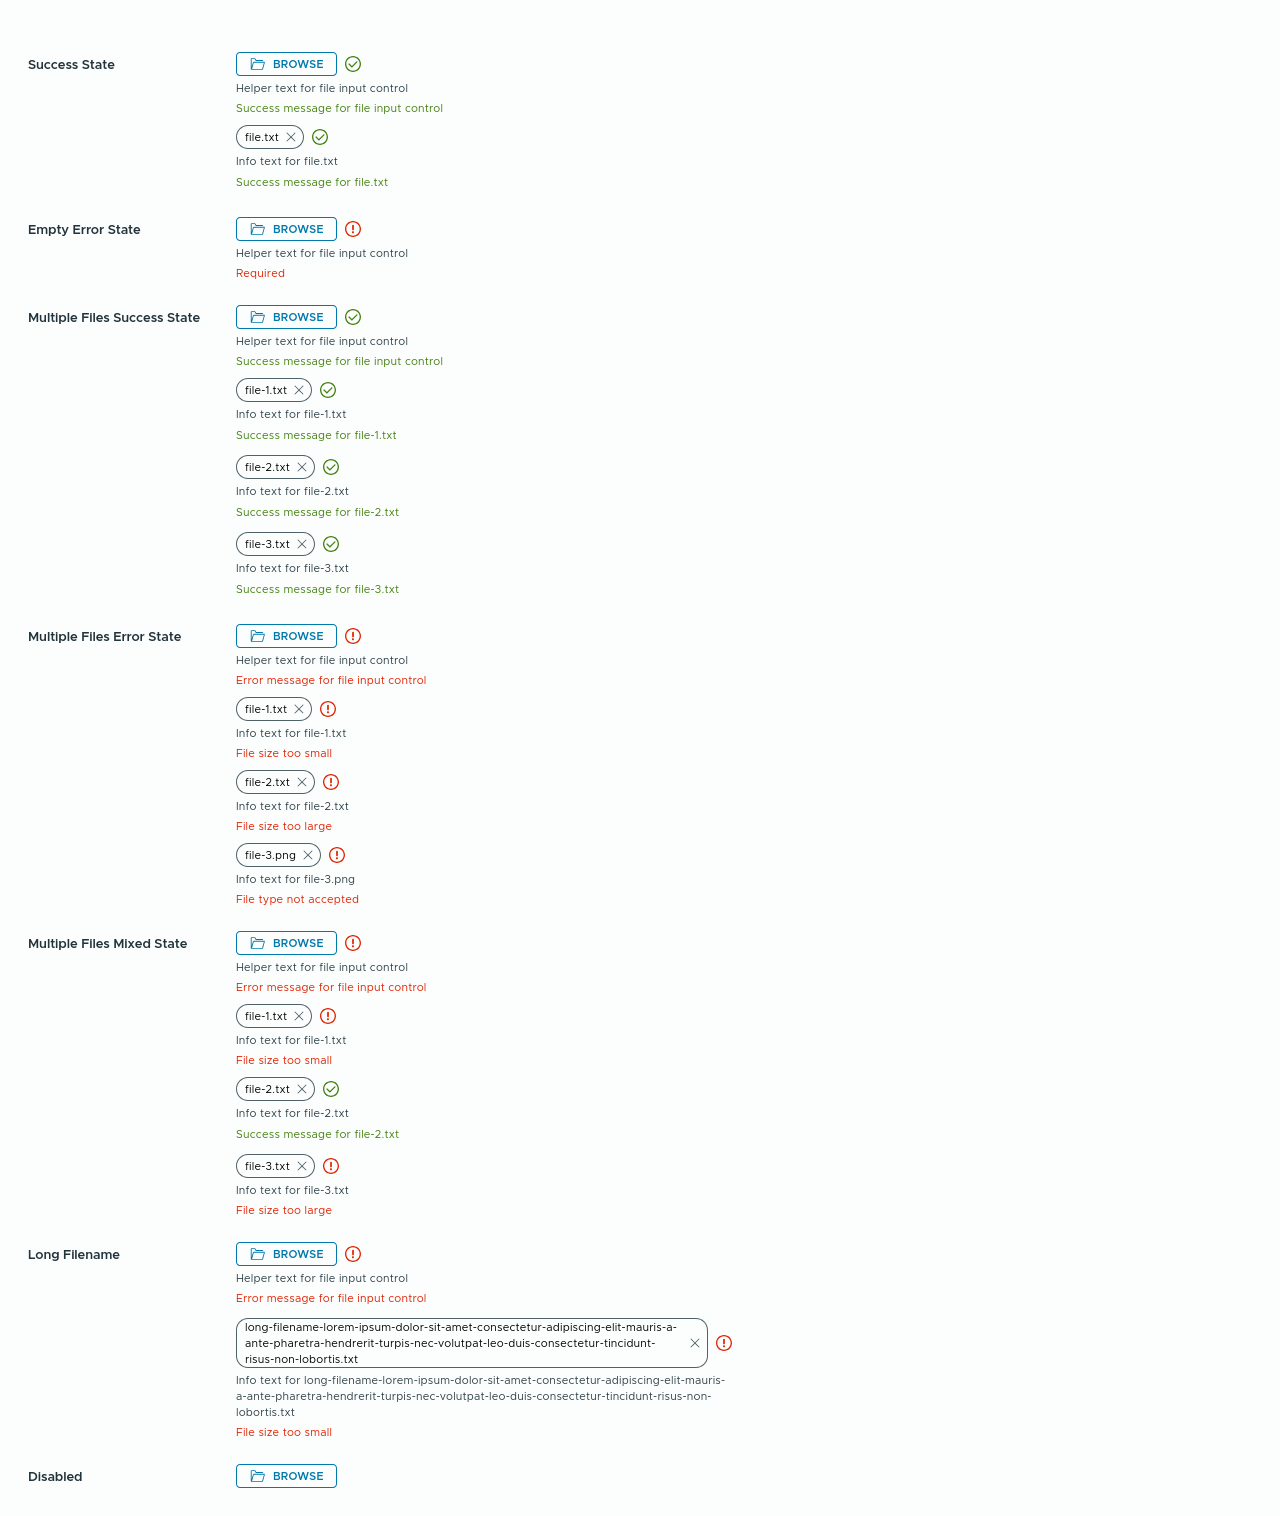 Success State
BROWSE
Helper text for file input control
Success message for file input control
file.txt
Info text for file.txt
Success message for file.txt
Empty Error State
BROWSE
Helper text for file input control
Required
Multiple Files Success State
BROWSE
Helper text for file input control
Success message for file input control
file-1.txt
Info text for file-1.txt
Success message for file-1.txt
file-2.txt
Info text for file-2.txt
Success message for file-2.txt
file-3.txt
Info text for file-3.txt
Success message for file-3.txt
Multiple Files Error State
BROWSE
Helper text for file input control
Error message for file input control
file-1.txt
Info text for file-1.txt
File size too small
file-2.txt
Info text for file-2.txt
File size too large
file-3.png
Info text for file-3.png
File type not accepted
Multiple Files Mixed State
BROWSE
Helper text for file input control
Error message for file input control
file-1.txt
Info text for file-1.txt
File size too small
file-2.txt
Info text for file-2.txt
Success message for file-2.txt
file-3.txt
Info text for file-3.txt
File size too large
Long Filename
BROWSE
Helper text for file input control
Error message for file input control
long-filename-lorem-ipsum-dolor-sit-amet-consectetur-adipiscing-elit-mauris-a-
ante-pharetra-hendrerit-turpis-nec-volutpat-leo-duis-consectetur-tincidunt-
risus-non-lobortis.txt
Info text for long-filename-lorem-ipsum-dolor-sit-amet-consectetur-adipiscing-elit-mauris-
a-ante-pharetra-hendrerit-turpis-nec-volutpat-leo-duis-consectetur-tincidunt-risus-non-
lobortis.txt
File size too small
Disabled
BROWSE